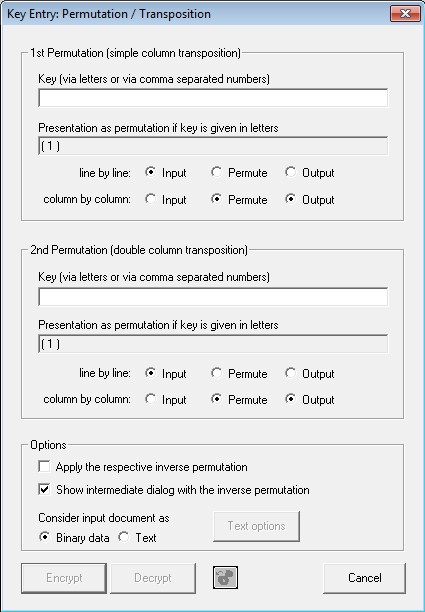 Key Entry: Permutation / Transposition
1st Permutation (simple column transposition)
Key (via letters or via comma separated numbers)
Presentation as permutation if key is given in letters
( 1 )
line by line: Input Permute Output
column by column: Input Permute Output
2nd Permutation (double column transposition)
Key (via letters or via comma separated numbers)
Presentation as permutation if key is given in letters
( 1 )
line by line: Input Permute Output
column by column: Input Permute Output
Options
Apply the respective inverse permutation
Show intermediate dialog with the inverse permutation
Consider input document as
Binary data Text Text options
Encrypt Decrypt Cancel